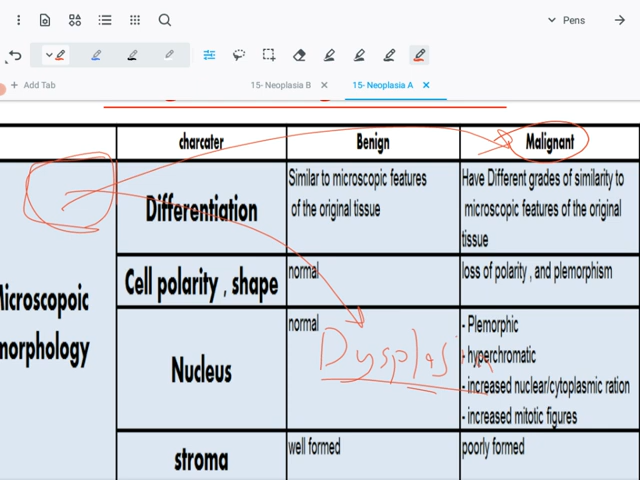 Pens
Add Tab
15- Neoplasia B
15- Neoplasia A
charcater
Benign
Malignant
Microscopoic
morphology
Differentiation
Similar to microscopic features
of the original tissue
Have Different grades of similarity to
microscopic features of the original
tissue
Cell polarity , shape
normal
loss of polarity , and plemorphism
Nucleus
normal
- Plemorphic
- hyperchromatic
- increased nuclear/cytoplasmic ration
- increased mitotic figures
Dysplasia
stroma
well formed
poorly formed